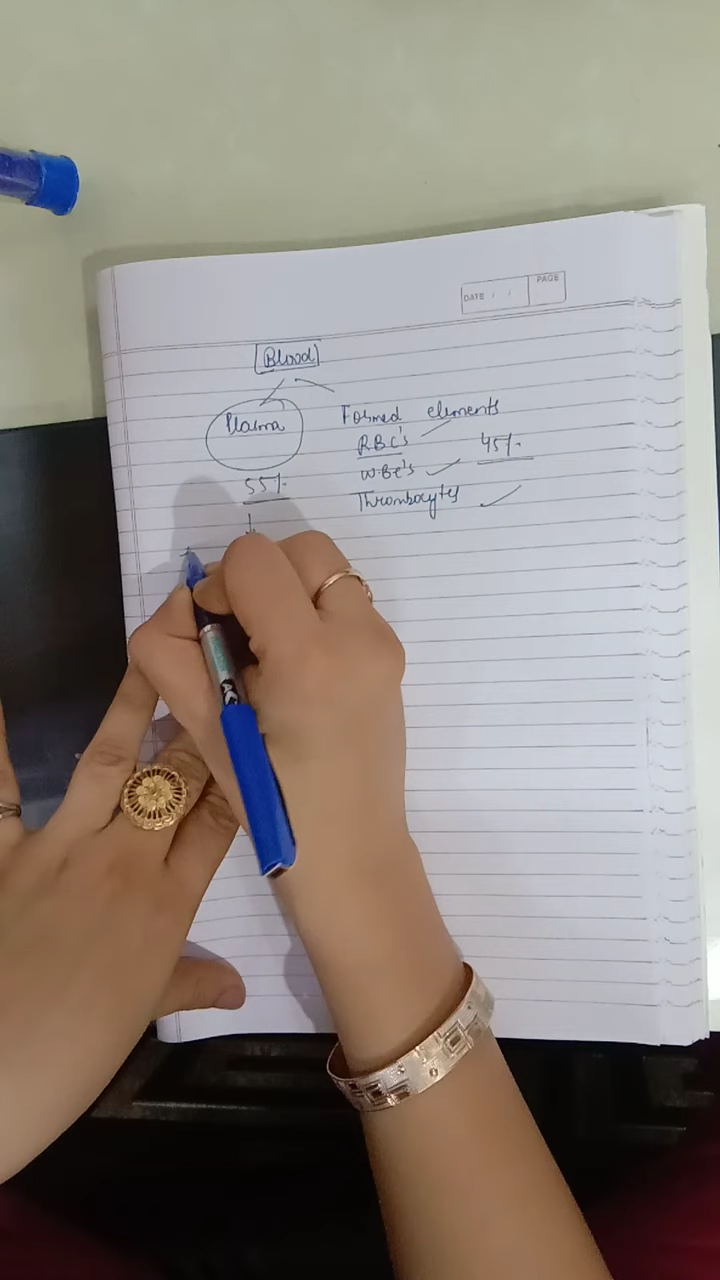 DATE / / PAGE
Blood
Plasma Formed elements
RBC's 45%.
55%. WBC's
Thrombocytes